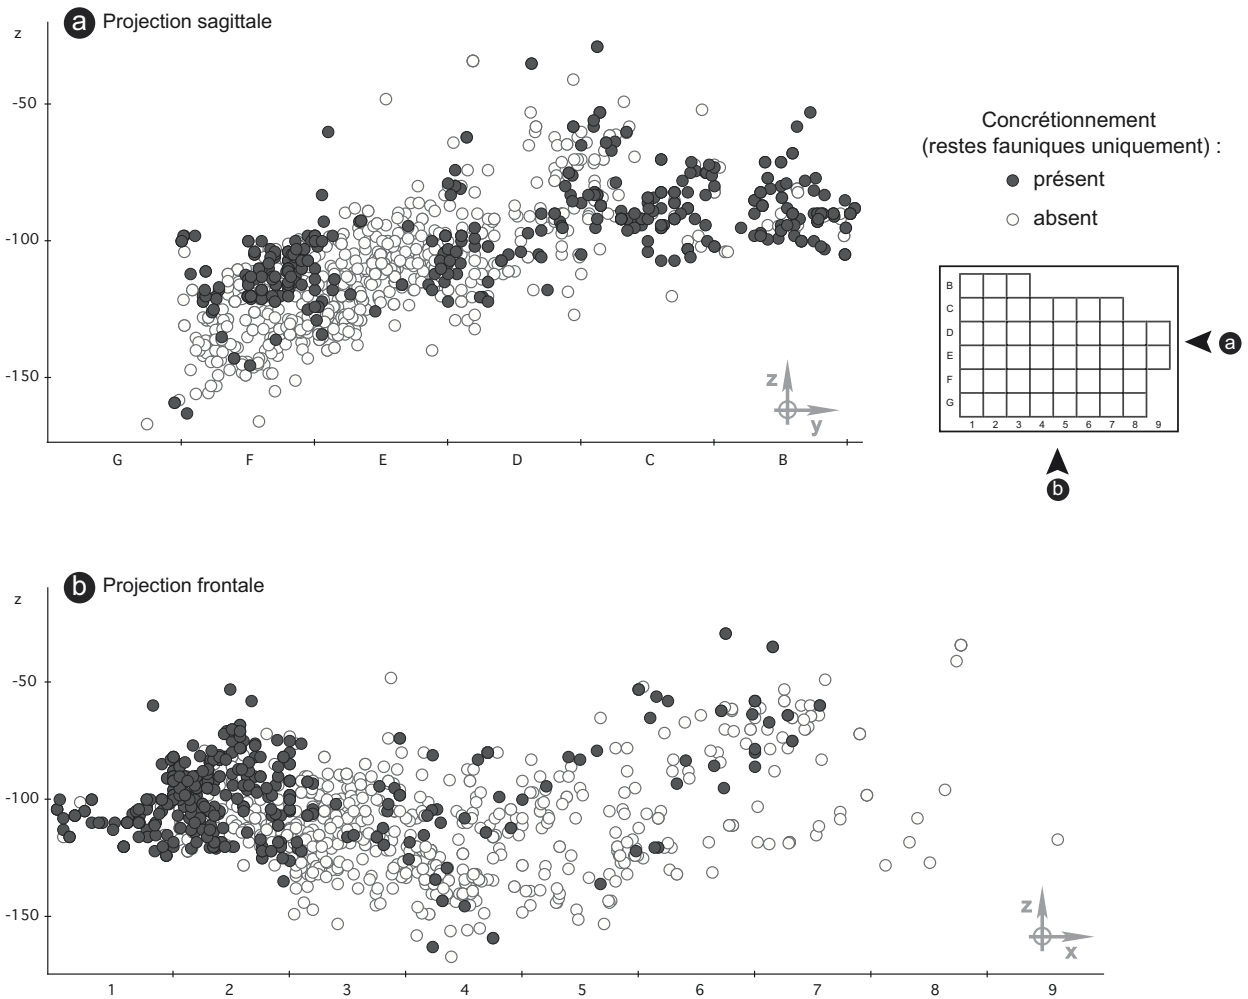 a Projection sagittale
z
-50
-100
-150
z
y
G F E D C B
Concrétionnement
(restes fauniques uniquement) :
présent
absent
B
C
D
E
F
G
1 2 3 4 5 6 7 8 9
a
b
b Projection frontale
z
-50
-100
-150
z
x
1 2 3 4 5 6 7 8 9